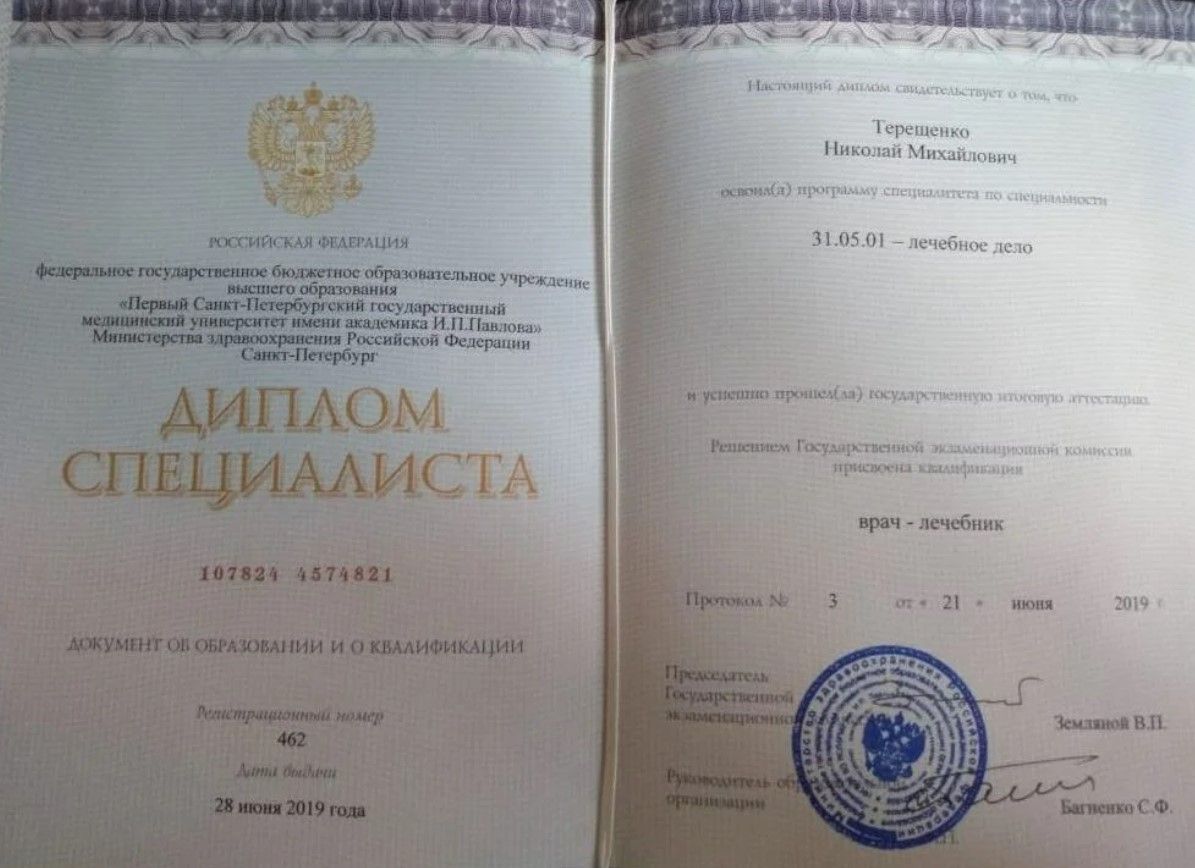 РОССИЙСКАЯ ФЕДЕРАЦИЯ
федеральное государственное бюджетное образовательное учреждение
высшего образования
«Первый Санкт-Петербургский государственный
медицинский университет имени академика И.П.Павлова»
Министерства здравоохранения Российской Федерации
Санкт-Петербург
ДИПЛОМ
СПЕЦИАЛИСТА
107824 4574821
ДОКУМЕНТ ОБ ОБРАЗОВАНИИ И О КВАЛИФИКАЦИИ
Регистрационный номер
462
Дата выдачи
28 июня 2019 года
Настоящий диплом свидетельствует о том, что
Терещенко
Николай Михайлович
освоил(а) программу специалитета по специальности
31.05.01 – лечебное дело
и успешно прошел(ла) государственную итоговую аттестацию
Решением Государственной экзаменационной комиссии
присвоена квалификация
врач - лечебник
Протокол № 3 от « 21 » июня 2019 г
Председатель
Государственной
экзаменационно
Земляной В.П.
Руководитель об
организации
Багненко С.Ф.